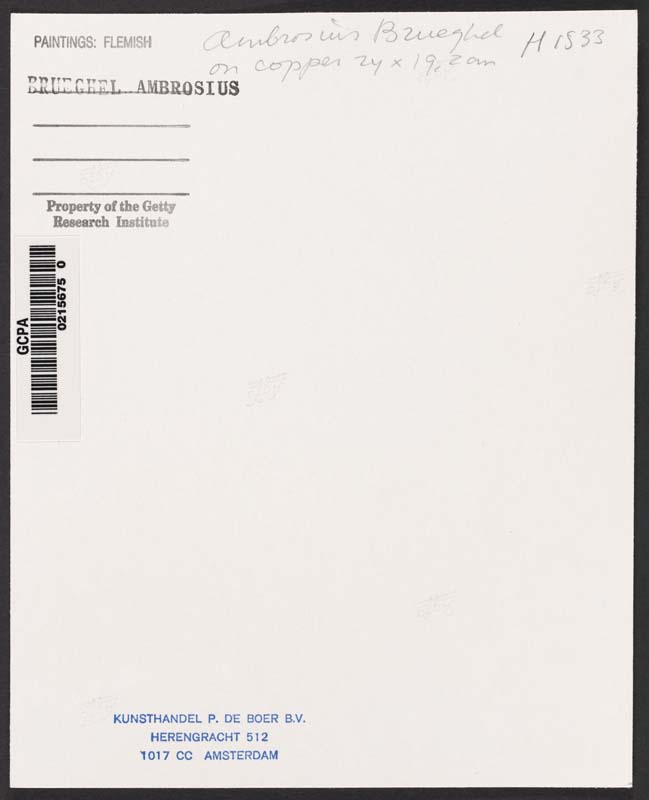 PAINTINGS: FLEMISH
Ambrosius Brueghel H 1533
on copper 24 x 19,2 cm
BRUEGHEL AMBROSIUS
Property of the Getty
Research Institute
GCPA
0215675 0
KUNSTHANDEL P. DE BOER B.V.
HERENGRACHT 512
1017 CC AMSTERDAM